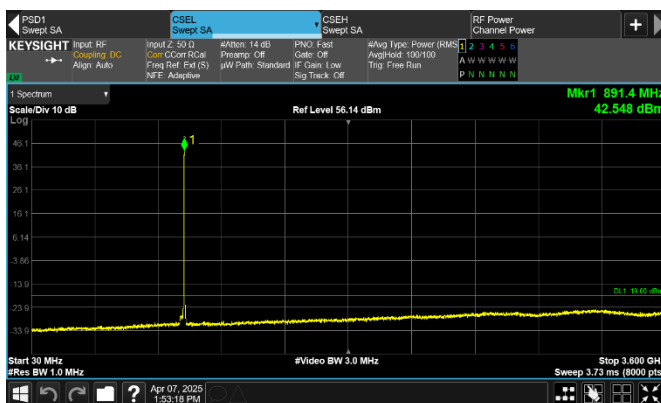 PSD1 CSEL CSEH RF Power
Swept SA Swept SA Swept SA Channel Power +
KEYSIGHT Input: RF Input Z: 50 Ω #Atten: 14 dB PNO: Fast #Avg Type: Power (RMS 1 2 3 4 5 6
Coupling: DC Corr CCorr RCal Preamp: Off Gate: Off Avg|Hold: 100/100 A W W W W W
Align: Auto Freq Ref: Ext (S) µW Path: Standard IF Gain: Low Trig: Free Run
NFE: Adaptive Sig Track: Off P N N N N N
1 Spectrum Mkr1 891.4 MHz
Scale/Div 10 dB Ref Level 56.14 dBm 42.548 dBm
Log
1
46.1
36.1
26.1
16.1
6.14
-3.86
-13.9
DL1 -19.00 dBm
-23.9
-33.9
Start 30 MHz #Video BW 3.0 MHz Stop 3.600 GH
#Res BW 1.0 MHz Sweep 3.73 ms (8000 pts
? Apr 07, 2025
1:53:18 PM